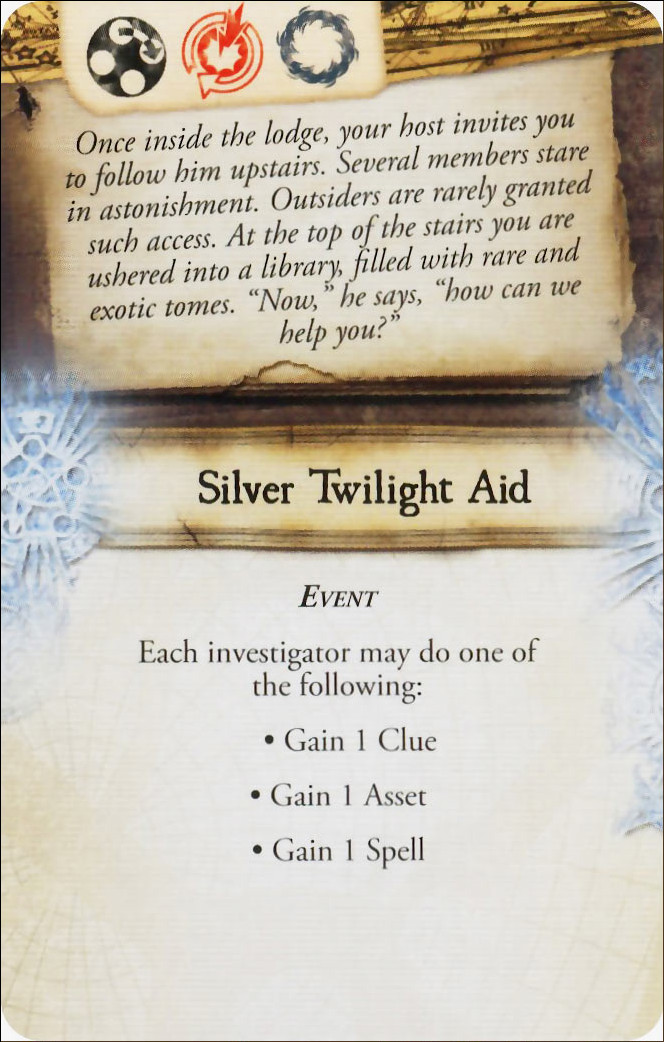 Once inside the lodge, your host invites you
to follow him upstairs. Several members stare
in astonishment. Outsiders are rarely granted
such access. At the top of the stairs you are
ushered into a library, filled with rare and
exotic tomes. “Now,” he says, “how can we
help you?”
Silver Twilight Aid
Event
Each investigator may do one of
the following:
• Gain 1 Clue
• Gain 1 Asset
• Gain 1 Spell